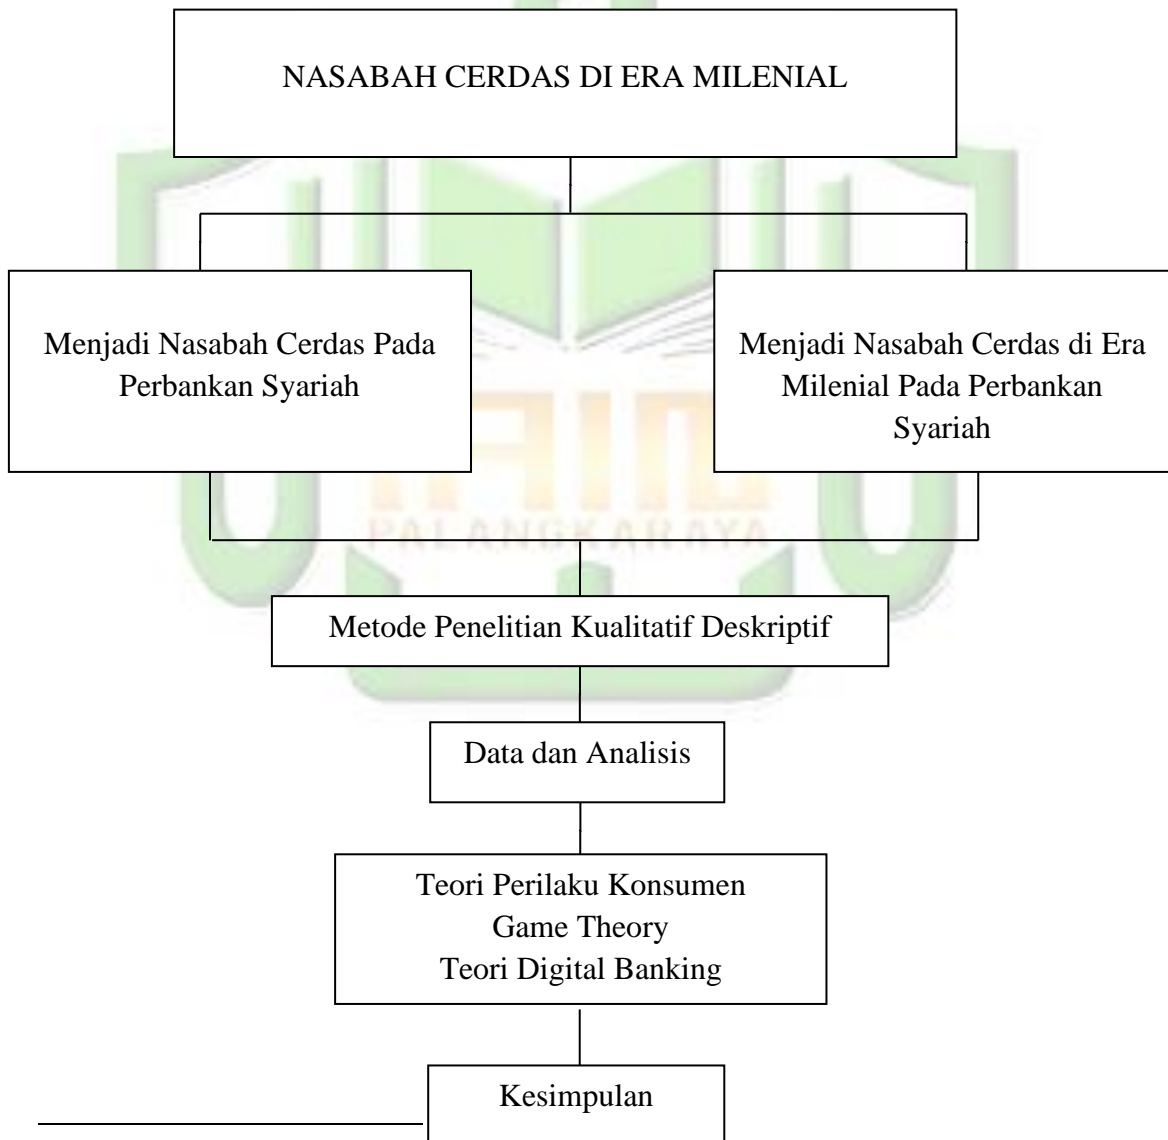 NASABAH CERDAS DI ERA MILENIAL
Menjadi Nasabah Cerdas Pada
Perbankan Syariah
Menjadi Nasabah Cerdas di Era
Milenial Pada Perbankan
Syariah
IAIN
PALANGKARAYA
Metode Penelitian Kualitatif Deskriptif
Data dan Analisis
Teori Perilaku Konsumen
Game Theory
Teori Digital Banking
Kesimpulan